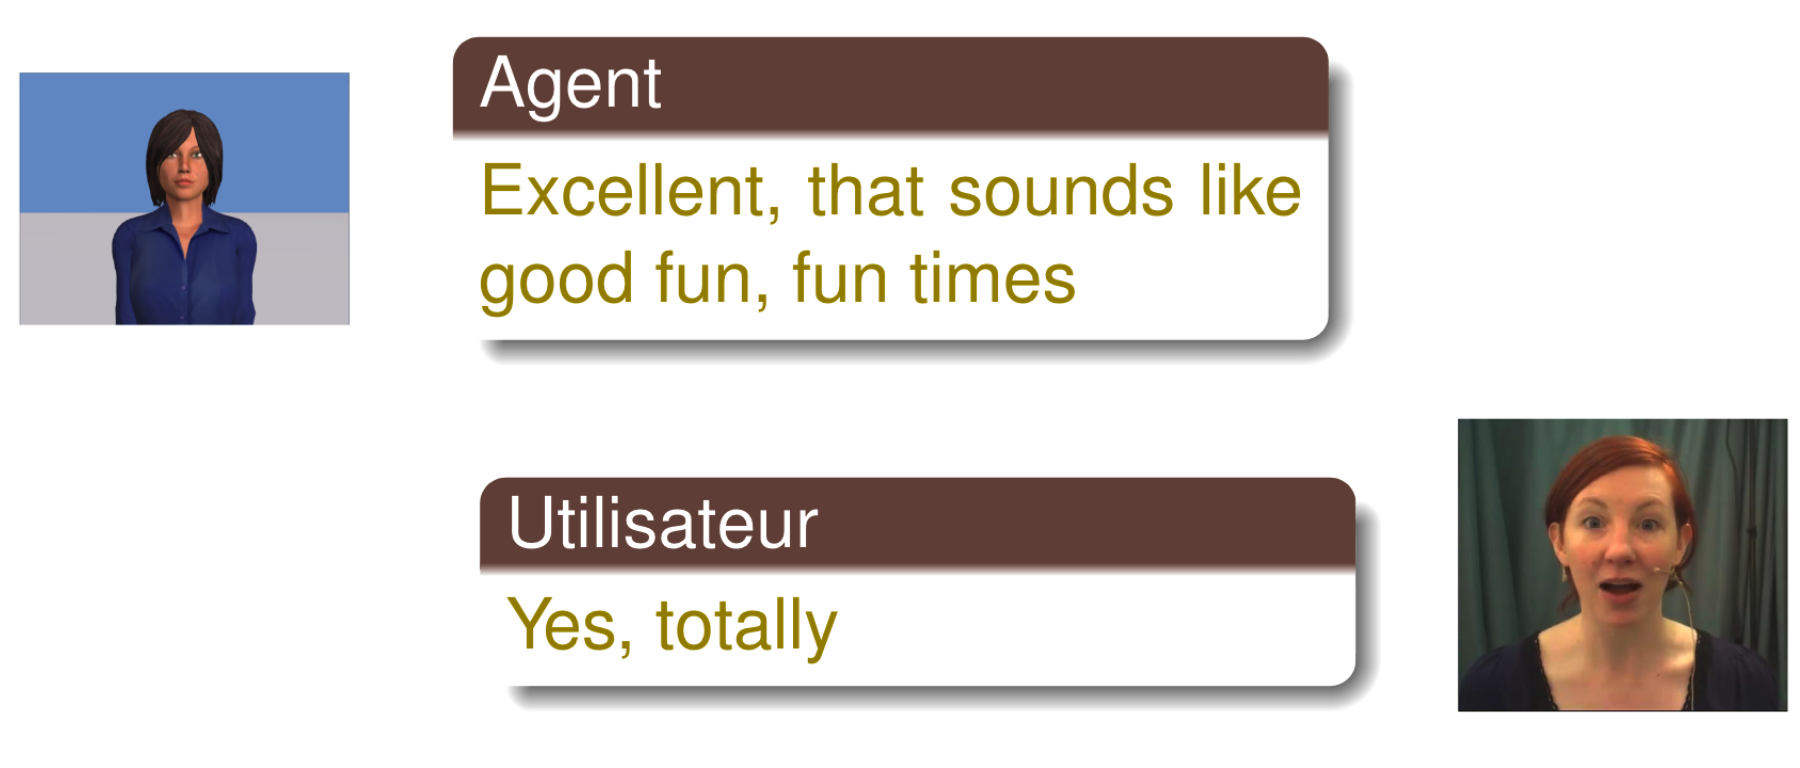 Agent
Excellent, that sounds like
good fun, fun times
Utilisateur
Yes, totally